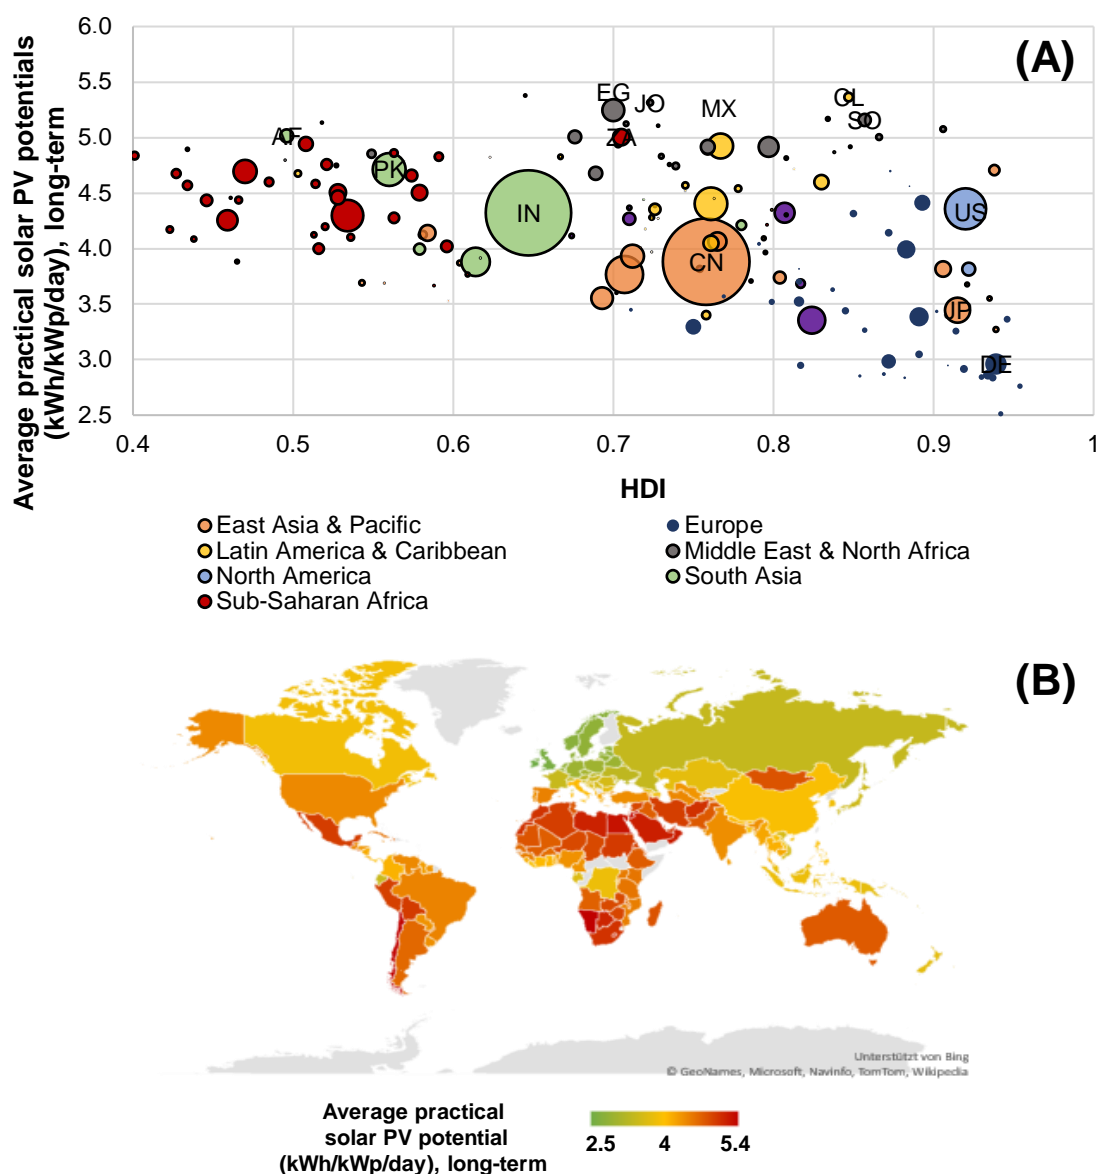 (A)
Average practical solar PV potentials
(kWh/kWp/day), long-term
6.0
5.5
5.0
4.5
4.0
3.5
3.0
2.5
EG
JO
MX
CL
SO
AF
ZA
PK
IN
US
CN
JP
DE
0.4 0.5 0.6 0.7 0.8 0.9 1
HDI
East Asia & Pacific
Europe
Latin America & Caribbean
Middle East & North Africa
North America
South Asia
Sub-Saharan Africa
(B)
Unterstützt von Bing
© GeoNames, Microsoft, Navinfo, TomTom, Wikipedia
Average practical
solar PV potential
(kWh/kWp/day), long-term
2.5 4 5.4